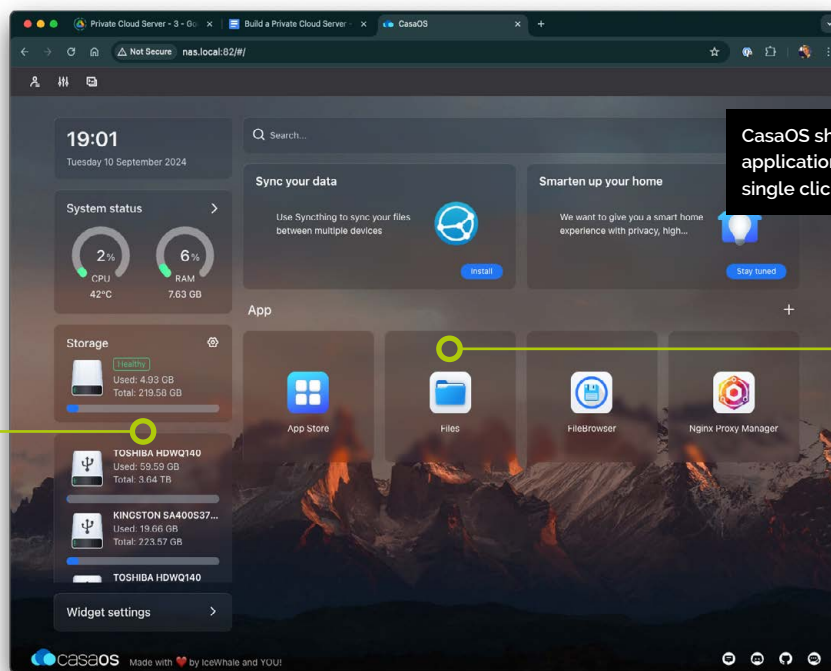 Private Cloud Server - 3 - Go
Build a Private Cloud Server
CasaOS
Not Secure nas.local:82/#/
19:01
Tuesday 10 September 2024
Search...
CasaOS
application
single
Sync your data
Use Syncthing to sync your files
between multiple devices
Install
Smarten up your home
We want to give you a smart home
experience with privacy, high...
Stay tuned
System status
2%
CPU
42°C
6%
RAM
7.63 GB
App
Storage
Healthy
Used: 4.93 GB
Total: 219.58 GB
App Store
Files
FileBrowser
Nginx Proxy Manager
TOSHIBA HDWQ140
Used: 59.59 GB
Total: 3.64 TB
KINGSTON SA400S37...
Used: 19.66 GB
Total: 223.57 GB
TOSHIBA HDWQ140
Widget settings
CasaOS Made with ❤ by IceWhale and YOU!